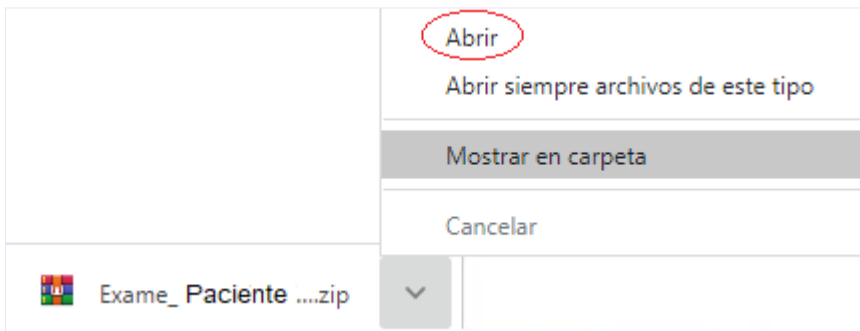 Abrir
Abrir siempre archivos de este tipo
Mostrar en carpeta
Cancelar
Exame_ Paciente ....zip